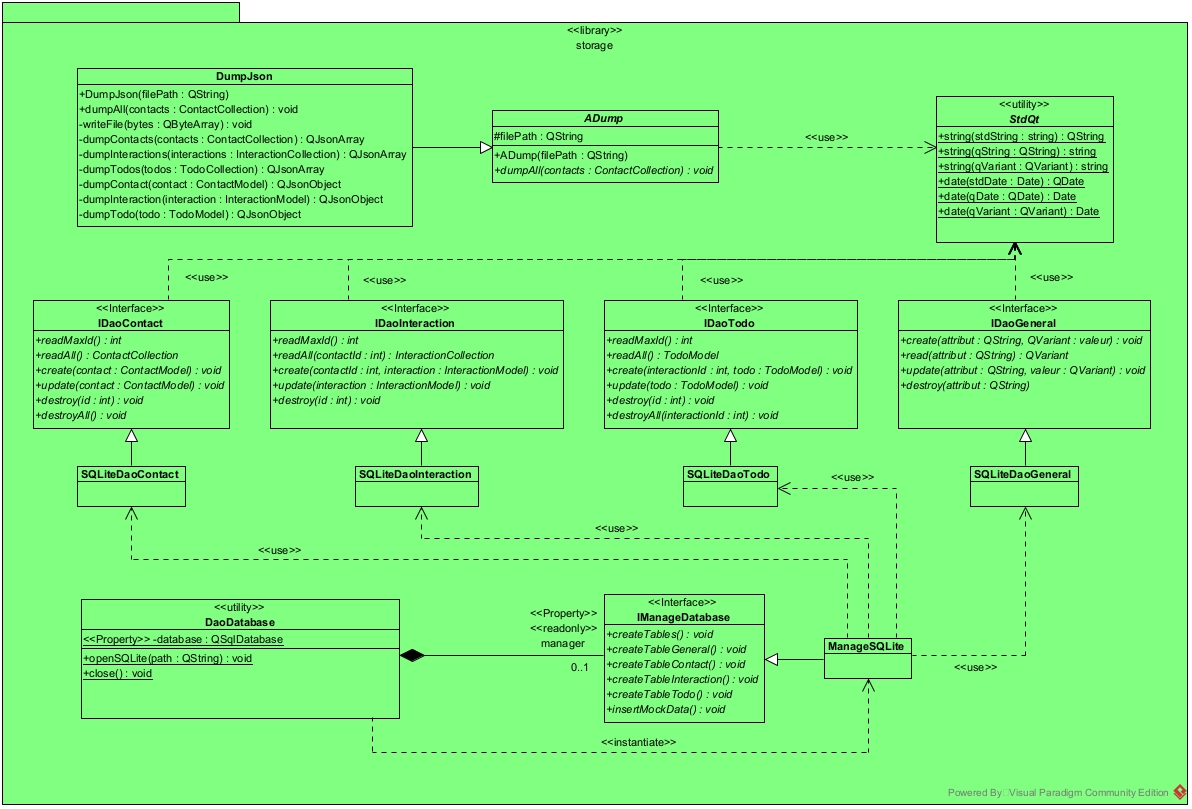 <<library>>
storage
DumpJson
+DumpJson(filePath : QString)
+dumpAll(contacts : ContactCollection) : void
-writeFile(bytes : QByteArray) : void
-dumpContacts(contacts : ContactCollection) : QJsonArray
-dumpInteractions(interactions : InteractionCollection) : QJsonArray
-dumpTodos(todos : TodoCollection) : QJsonArray
-dumpContact(contact : ContactModel) : QJsonObject
-dumpInteraction(interaction : InteractionModel) : QJsonObject
-dumpTodo(todo : TodoModel) : QJsonObject
ADump
#filePath : QString
+ADump(filePath : QString)
+dumpAll(contacts : ContactCollection) : void
<<use>>
<<utility>>
StdQt
+string(stdString : string) : QString
+string(qString : QString) : string
+string(qVariant : QVariant) : string
+date(stdDate : Date) : QDate
+date(qDate : QDate) : Date
+date(qVariant : QVariant) : Date
<<use>>
<<use>>
<<use>>
<<use>>
<<Interface>>
IDaoContact
+readMaxId() : int
+readAll() : ContactCollection
+create(contact : ContactModel) : void
+update(contact : ContactModel) : void
+destroy(id : int) : void
+destroyAll() : void
<<Interface>>
IDaoInteraction
+readMaxId() : int
+readAll(contactId : int) : InteractionCollection
+create(contactId : int, interaction : InteractionModel) : void
+update(interaction : InteractionModel) : void
+destroy(id : int) : void
<<Interface>>
IDaoTodo
+readMaxId() : int
+readAll() : TodoModel
+create(interactionId : int, todo : TodoModel) : void
+update(todo : TodoModel) : void
+destroy(id : int) : void
+destroyAll(interactionId : int) : void
<<Interface>>
IDaoGeneral
+create(attribut : QString, QVariant : valeur) : void
+read(attribut : QString) : QVariant
+update(attribut : QString, valeur : QVariant) : void
+destroy(attribut : QString)
SQLiteDaoContact
SQLiteDaoInteraction
SQLiteDaoTodo
SQLiteDaoGeneral
<<use>>
<<use>>
<<use>>
<<utility>>
DaoDatabase
<<Property>> -database : QSqlDatabase
+openSQLite(path : QString) : void
+close() : void
<<Property>>
<<readonly>>
manager
0..1
<<Interface>>
IManageDatabase
+createTables() : void
+createTableGeneral() : void
+createTableContact() : void
+createTableInteraction() : void
+createTableTodo() : void
+insertMockData() : void
ManageSQLite
<<use>>
<<instantiate>>
Powered By Visual Paradigm Community Edition